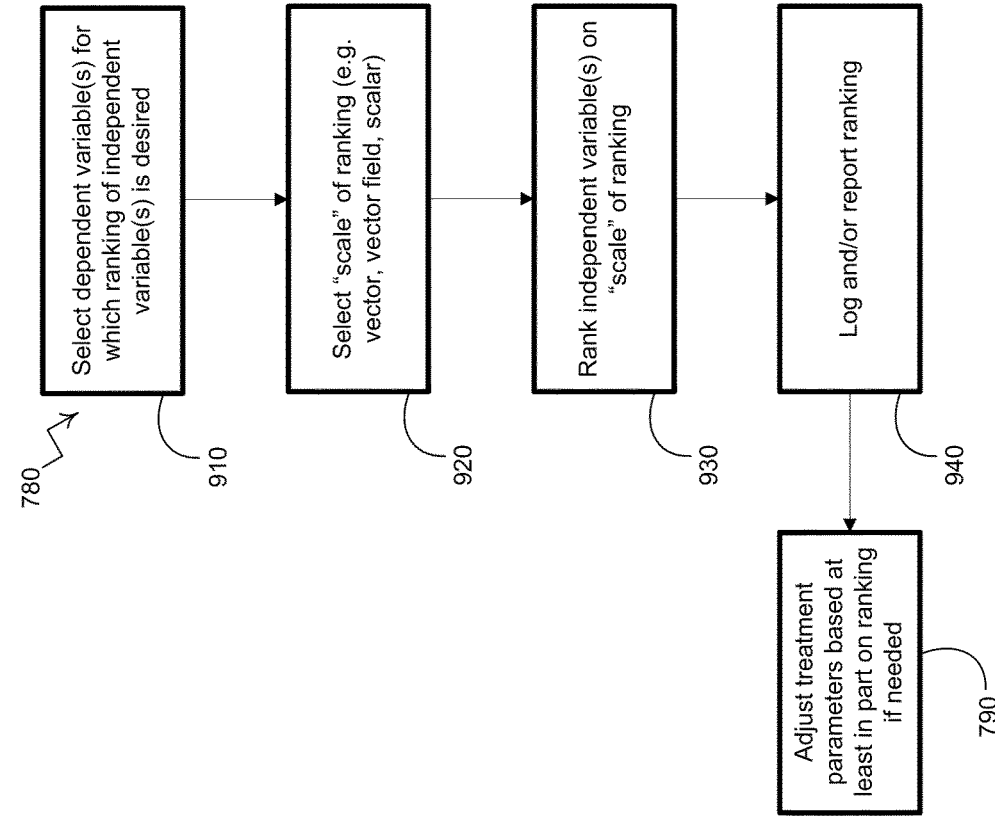 780
Select dependent variable(s) for
which ranking of independent
variable(s) is desired
910
Select “scale” of ranking (e.g.
vector, vector field, scalar)
920
Rank independent variable(s) on
“scale” of ranking
930
Log and/or report ranking
940
Adjust treatment
parameters based at
least in part on ranking
if needed
790